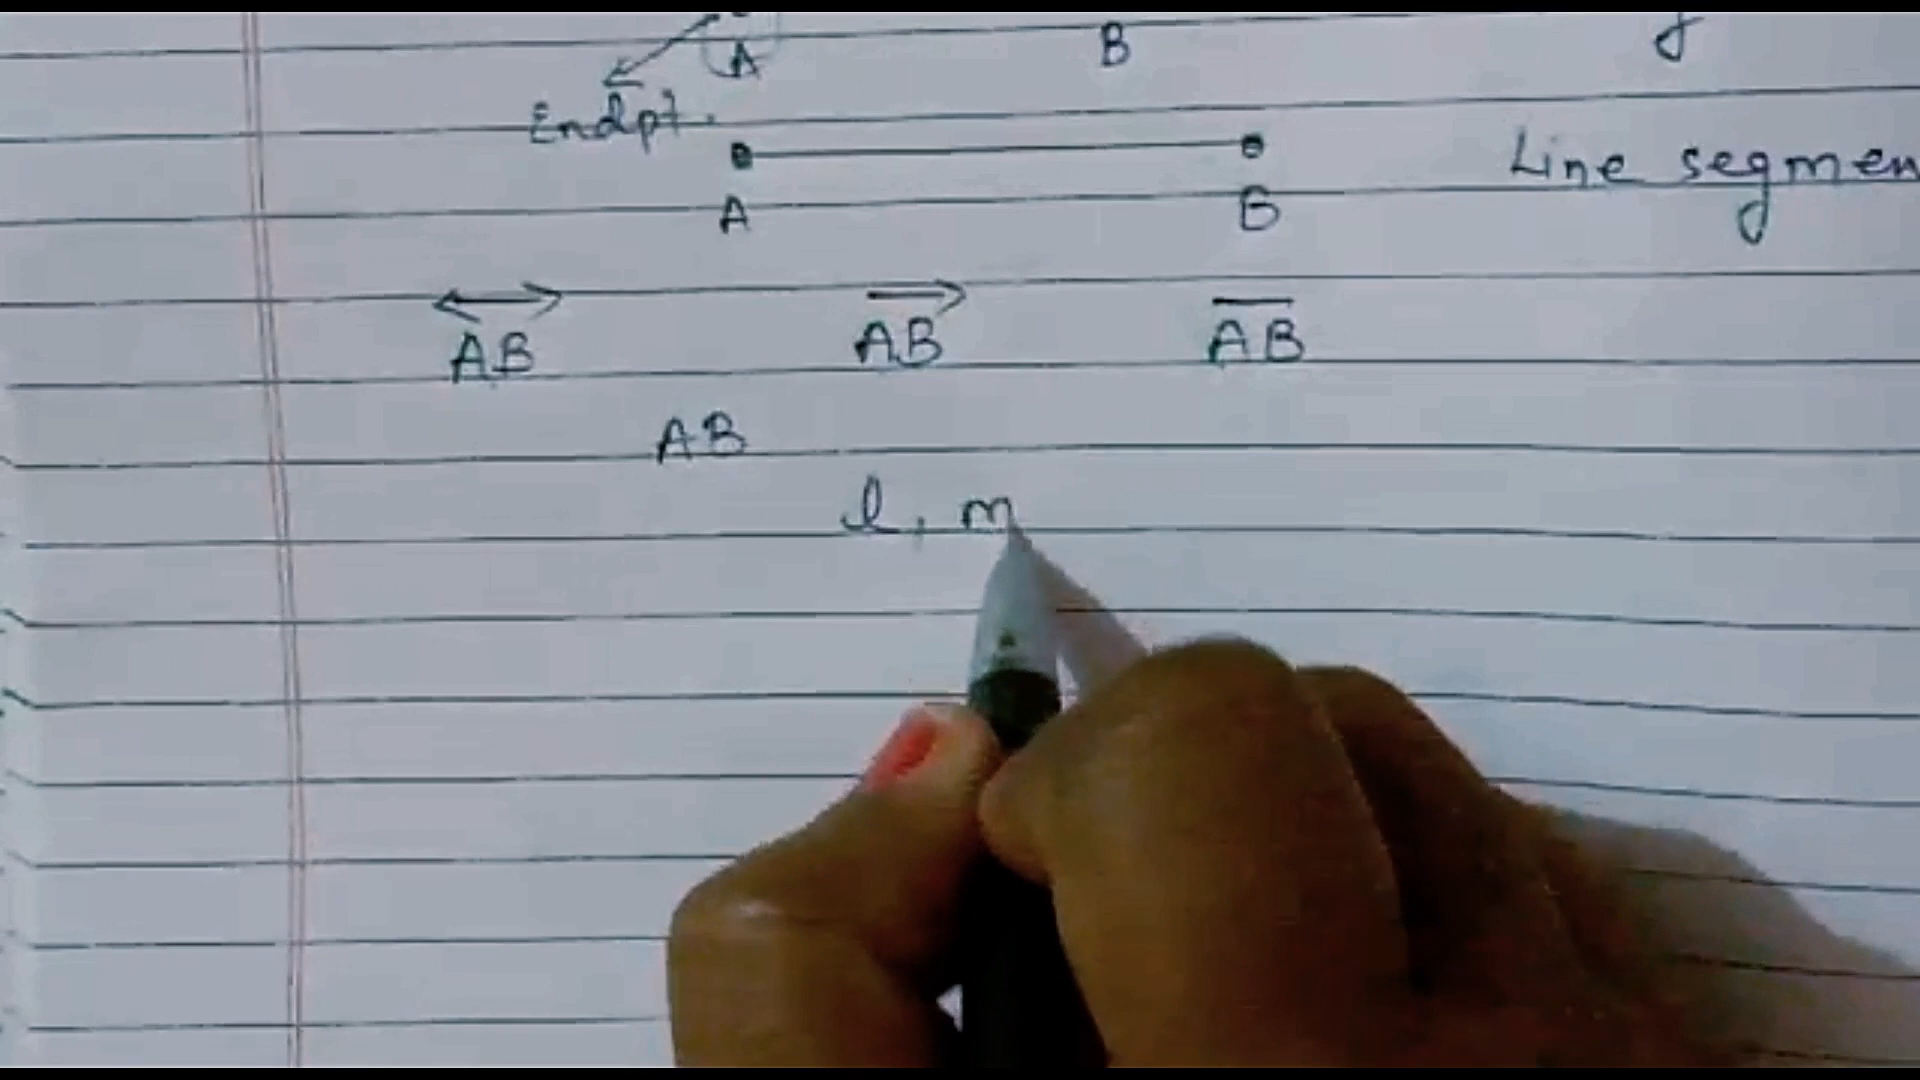 A B
Endpt.
Line segmen
A B
AB AB AB
AB
l, m